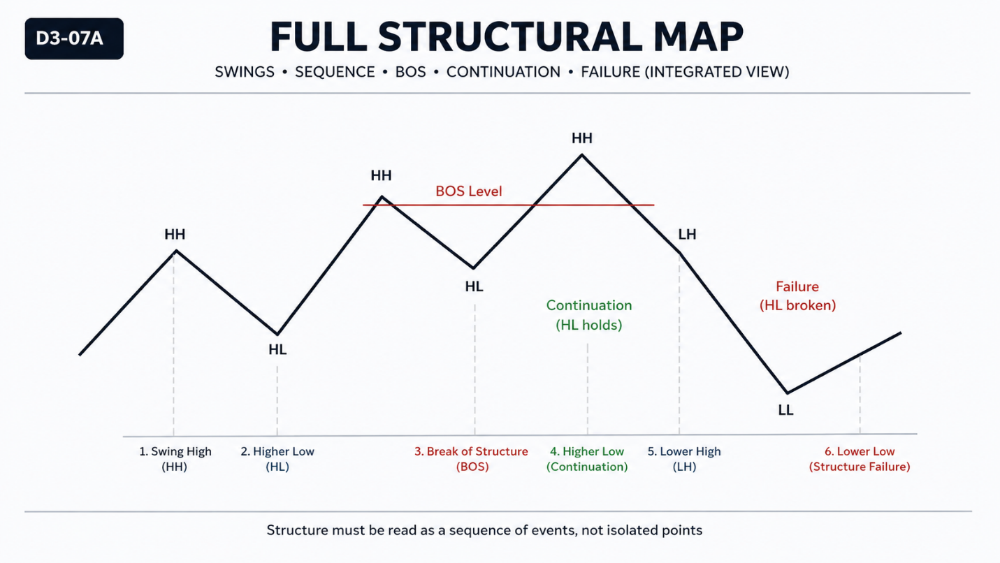 D3-07A
FULL STRUCTURAL MAP
SWINGS • SEQUENCE • BOS • CONTINUATION • FAILURE (INTEGRATED VIEW)
HH
HH
BOS Level
HH
LH
HL
HL
Continuation
(HL holds)
Failure
(HL broken)
LL
1. Swing High
(HH)
2. Higher Low
(HL)
3. Break of Structure
(BOS)
4. Higher Low
(Continuation)
5. Lower High
(LH)
6. Lower Low
(Structure Failure)
Structure must be read as a sequence of events, not isolated points